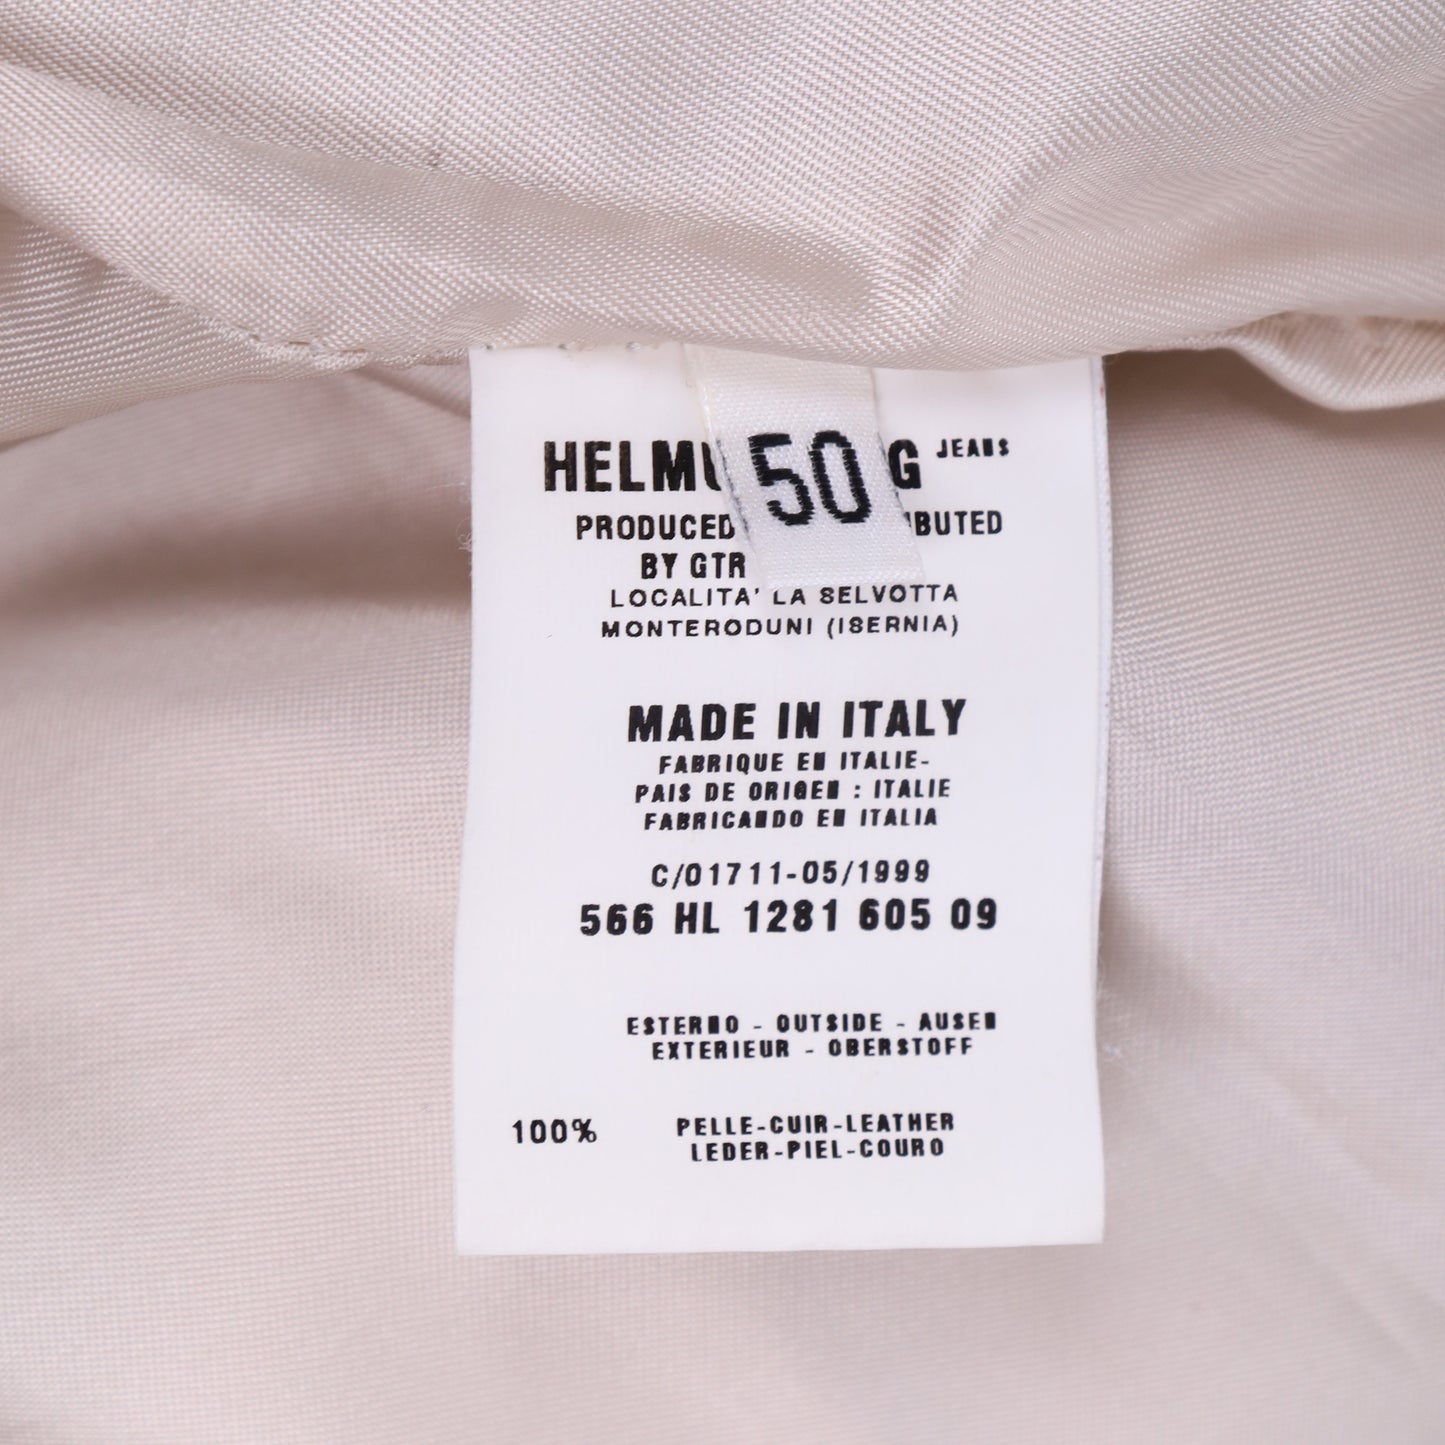 HELMU G JEANS
50
PRODUCED IBUTED
BY GTR
LOCALITA' LA SELVOTTA
MONTERODUNI (ISERNIA)
MADE IN ITALY
FABRIQUE EN ITALIE-
PAIS DE ORIGEN : ITALIE
FABRICANDO EN ITALIA
C/01711-05/1999
566 HL 1281 605 09
ESTERNO - OUTSIDE - AUSEN
EXTERIEUR - OBERSTOFF
100% PELLE-CUIR-LEATHER
LEDER-PIEL-COURO